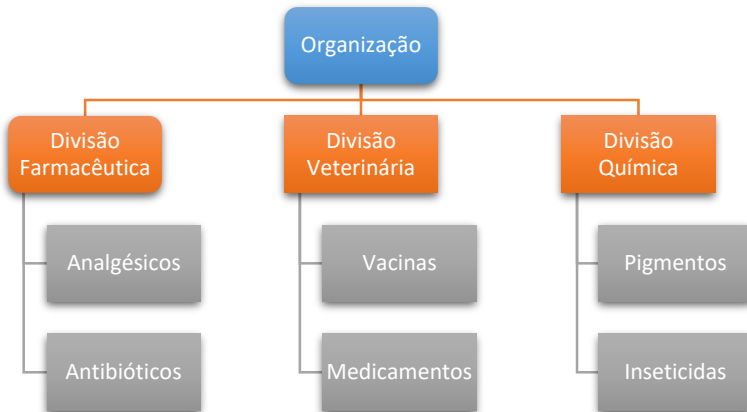 Organização
Divisão
Farmacêutica
Divisão
Veterinária
Divisão
Química
Analgésicos
Vacinas
Pigmentos
Antibióticos
Medicamentos
Inseticidas